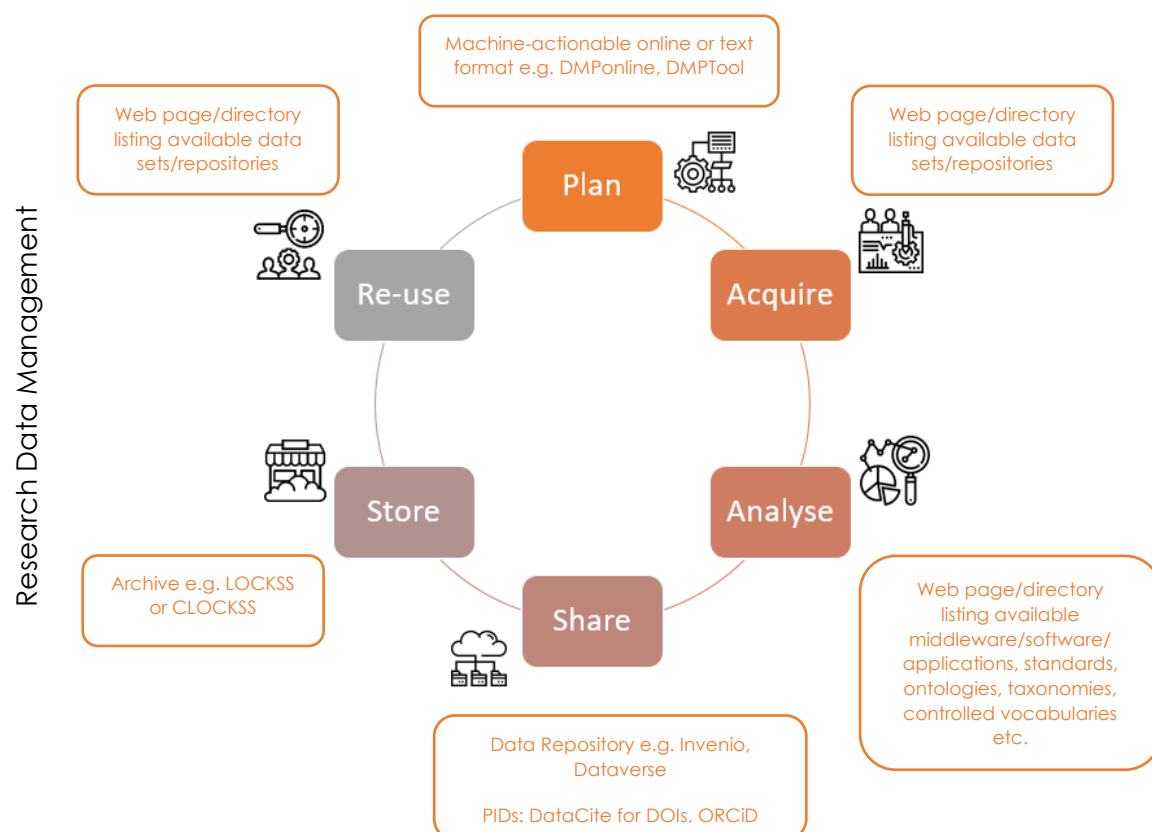 Research Data Management
Machine-actionable online or text
format e.g. DMPonline, DMPTool
Web page/directory
listing available data
sets/repositories
Web page/directory
listing available data
sets/repositories
Plan
Re-use
Acquire
Store
Analyse
Share
Archive e.g. LOCKSS
or CLOCKSS
Web page/directory
listing available
middleware/software/
applications, standards,
ontologies, taxonomies,
controlled vocabularies
etc.
Data Repository e.g. Invenio,
Dataverse
PIDs: DataCite for DOIs, ORCiD